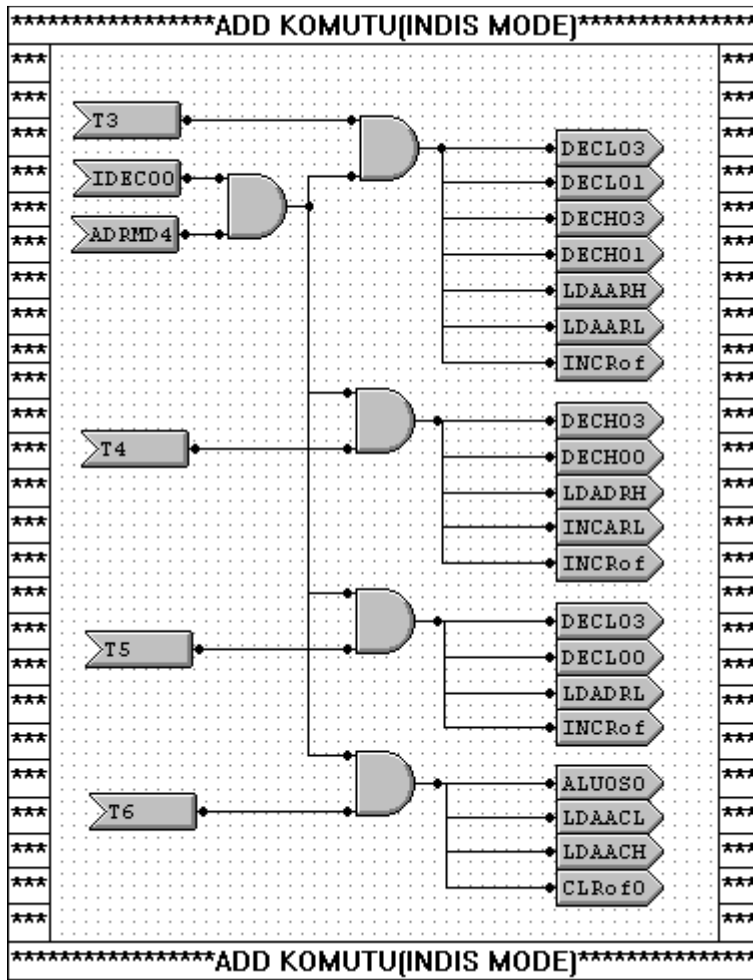 *****************ADD KOMUTU(INDIS MODE)***************
T3
IDEC00
ADRMD4
DECL03
DECL01
DECH03
DECH01
LDAARH
LDAARL
INCRof
T4
DECH03
DECH00
LDADRH
INCARL
INCRof
T5
DECL03
DECL00
LDADRL
INCRof
T6
ALUOS0
LDAACL
LDAACH
CLRof0
*****************ADD KOMUTU(INDIS MODE)***************